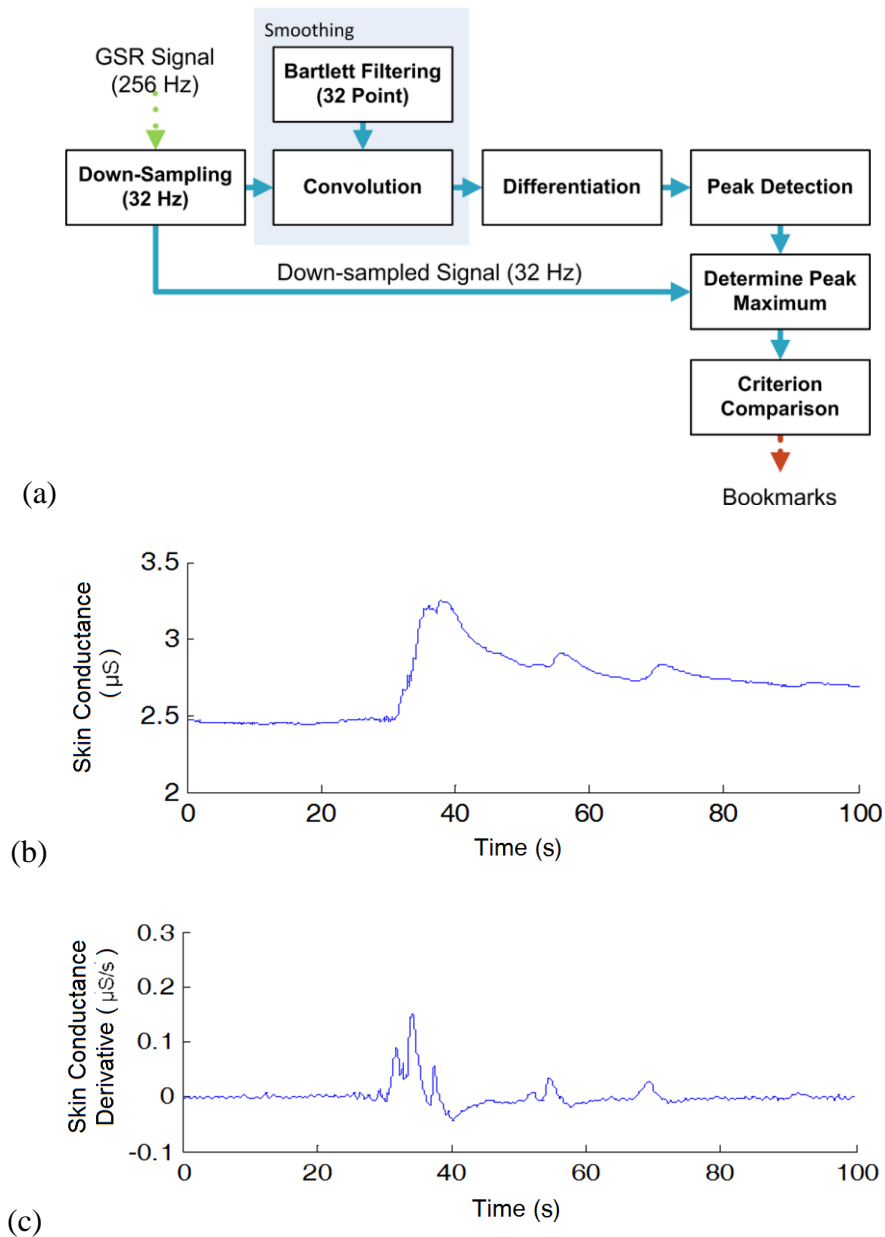 Smoothing
GSR Signal
(256 Hz)
Bartlett Filtering
(32 Point)
Down-Sampling
(32 Hz)
Convolution
Differentiation
Peak Detection
Down-sampled Signal (32 Hz)
Determine Peak
Maximum
Criterion
Comparison
Bookmarks
(a)
Skin Conductance
(μS)
3.5
3
2.5
2
0
20
40
60
80
100
Time (s)
(b)
Skin Conductance
Derivative (μS/s)
0.3
0.2
0.1
0
-0.1
0
20
40
60
80
100
Time (s)
(c)